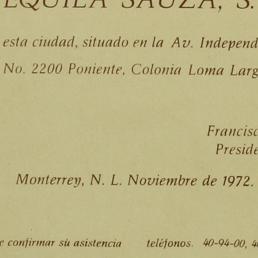 EQUILA SAUZA, S.
esta ciudad, situado en la Av. Independ
No. 2200 Poniente, Colonia Loma Larg
Francisc
Preside
Monterrey, N. L. Noviembre de 1972.
e confirmar su asistencia teléfonos. 40-94-00, 40